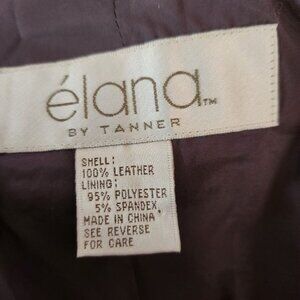 élana™
BY TANNER
SHELL:
100% LEATHER
LINING:
95% POLYESTER
5% SPANDEX
MADE IN CHINA
SEE REVERSE
FOR CARE